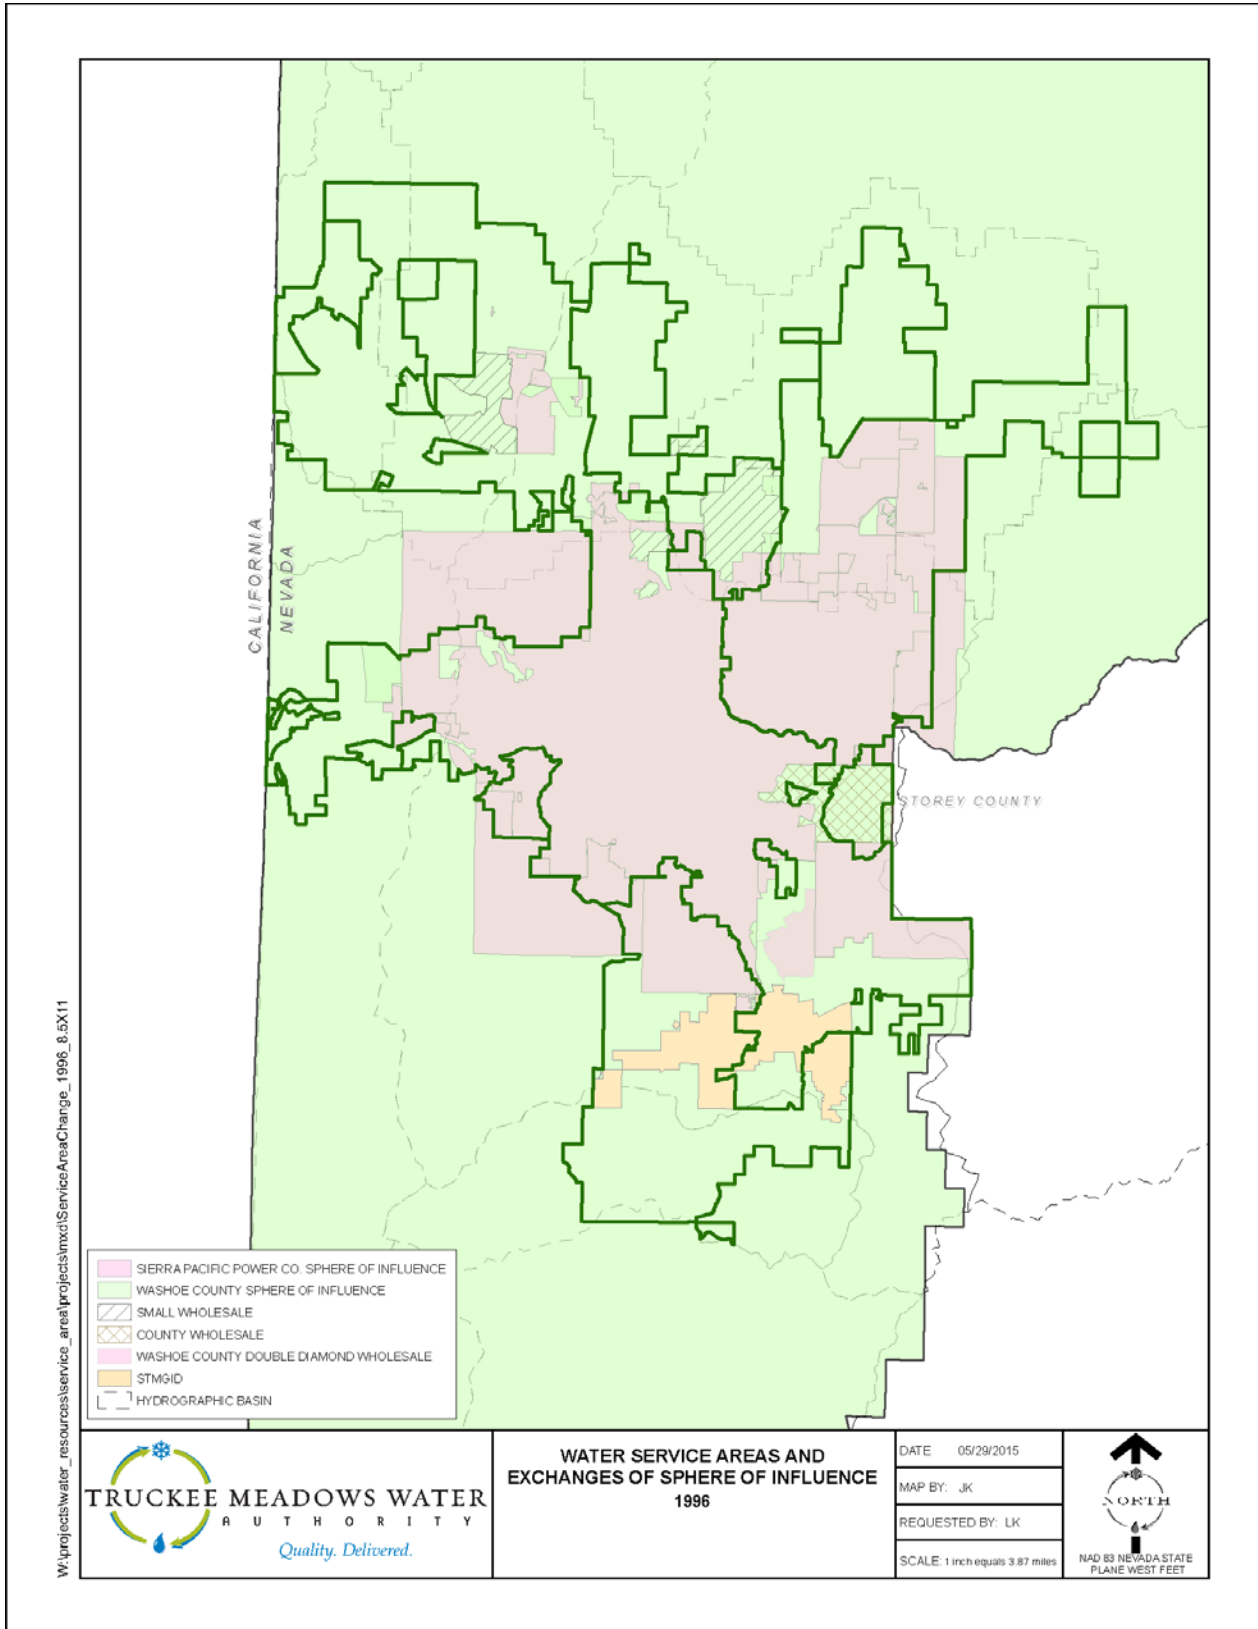 CALIFORNIA
NEVADA
STOREY COUNTY
W:\projects\water_resources\service_area\projects\mxd\ServiceAreaChange_1996_8.5X11
SIERRA PACIFIC POWER CO. SPHERE OF INFLUENCE
WASHOE COUNTY SPHERE OF INFLUENCE
SMALL WHOLESALE
COUNTY WHOLESALE
WASHOE COUNTY DOUBLE DIAMOND WHOLESALE
STMGID
HYDROGRAPHIC BASIN
TRUCKEE MEADOWS WATER
AUTHORITY
Quality. Delivered.
WATER SERVICE AREAS AND
EXCHANGES OF SPHERE OF INFLUENCE
1996
DATE 05/29/2015
MAP BY: JK
REQUESTED BY: LK
SCALE: 1 inch equals 3.87 miles
NORTH
NAD 83 NEVADA STATE
PLANE WEST FEET